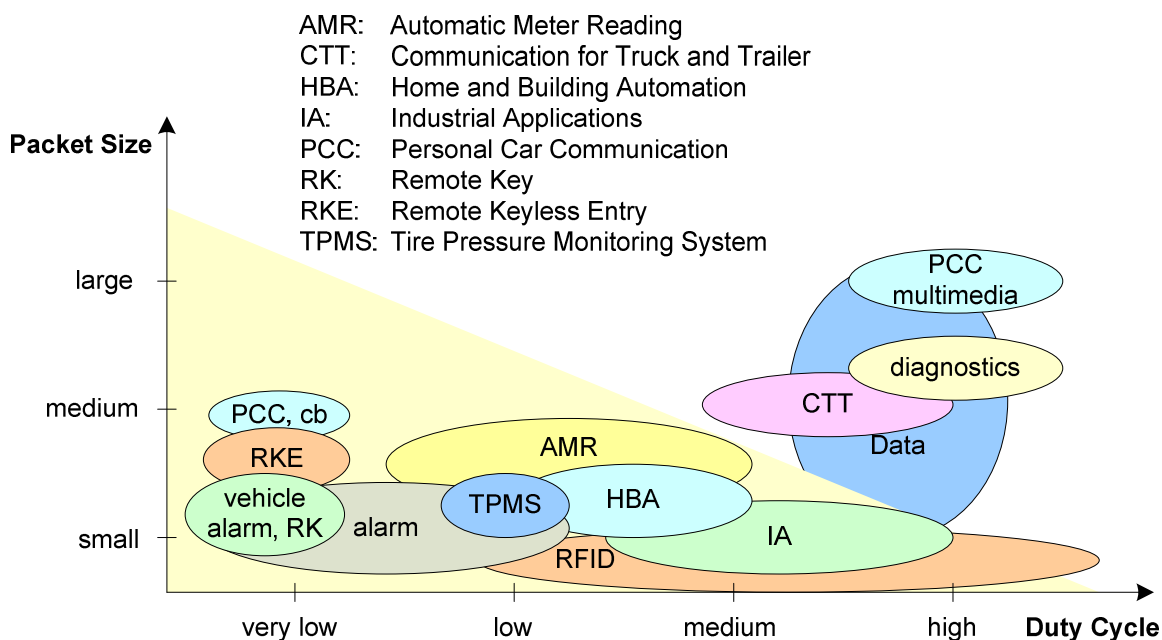 AMR: Automatic Meter Reading
CTT: Communication for Truck and Trailer
HBA: Home and Building Automation
IA: Industrial Applications
PCC: Personal Car Communication
RK: Remote Key
RKE: Remote Keyless Entry
TPMS: Tire Pressure Monitoring System
Packet Size
large
medium
small
PCC
multimedia
diagnostics
CTT
Data
PCC, cb
RKE
vehicle
alarm, RK
alarm
AMR
TPMS
HBA
IA
RFID
very low
low
medium
high
Duty Cycle